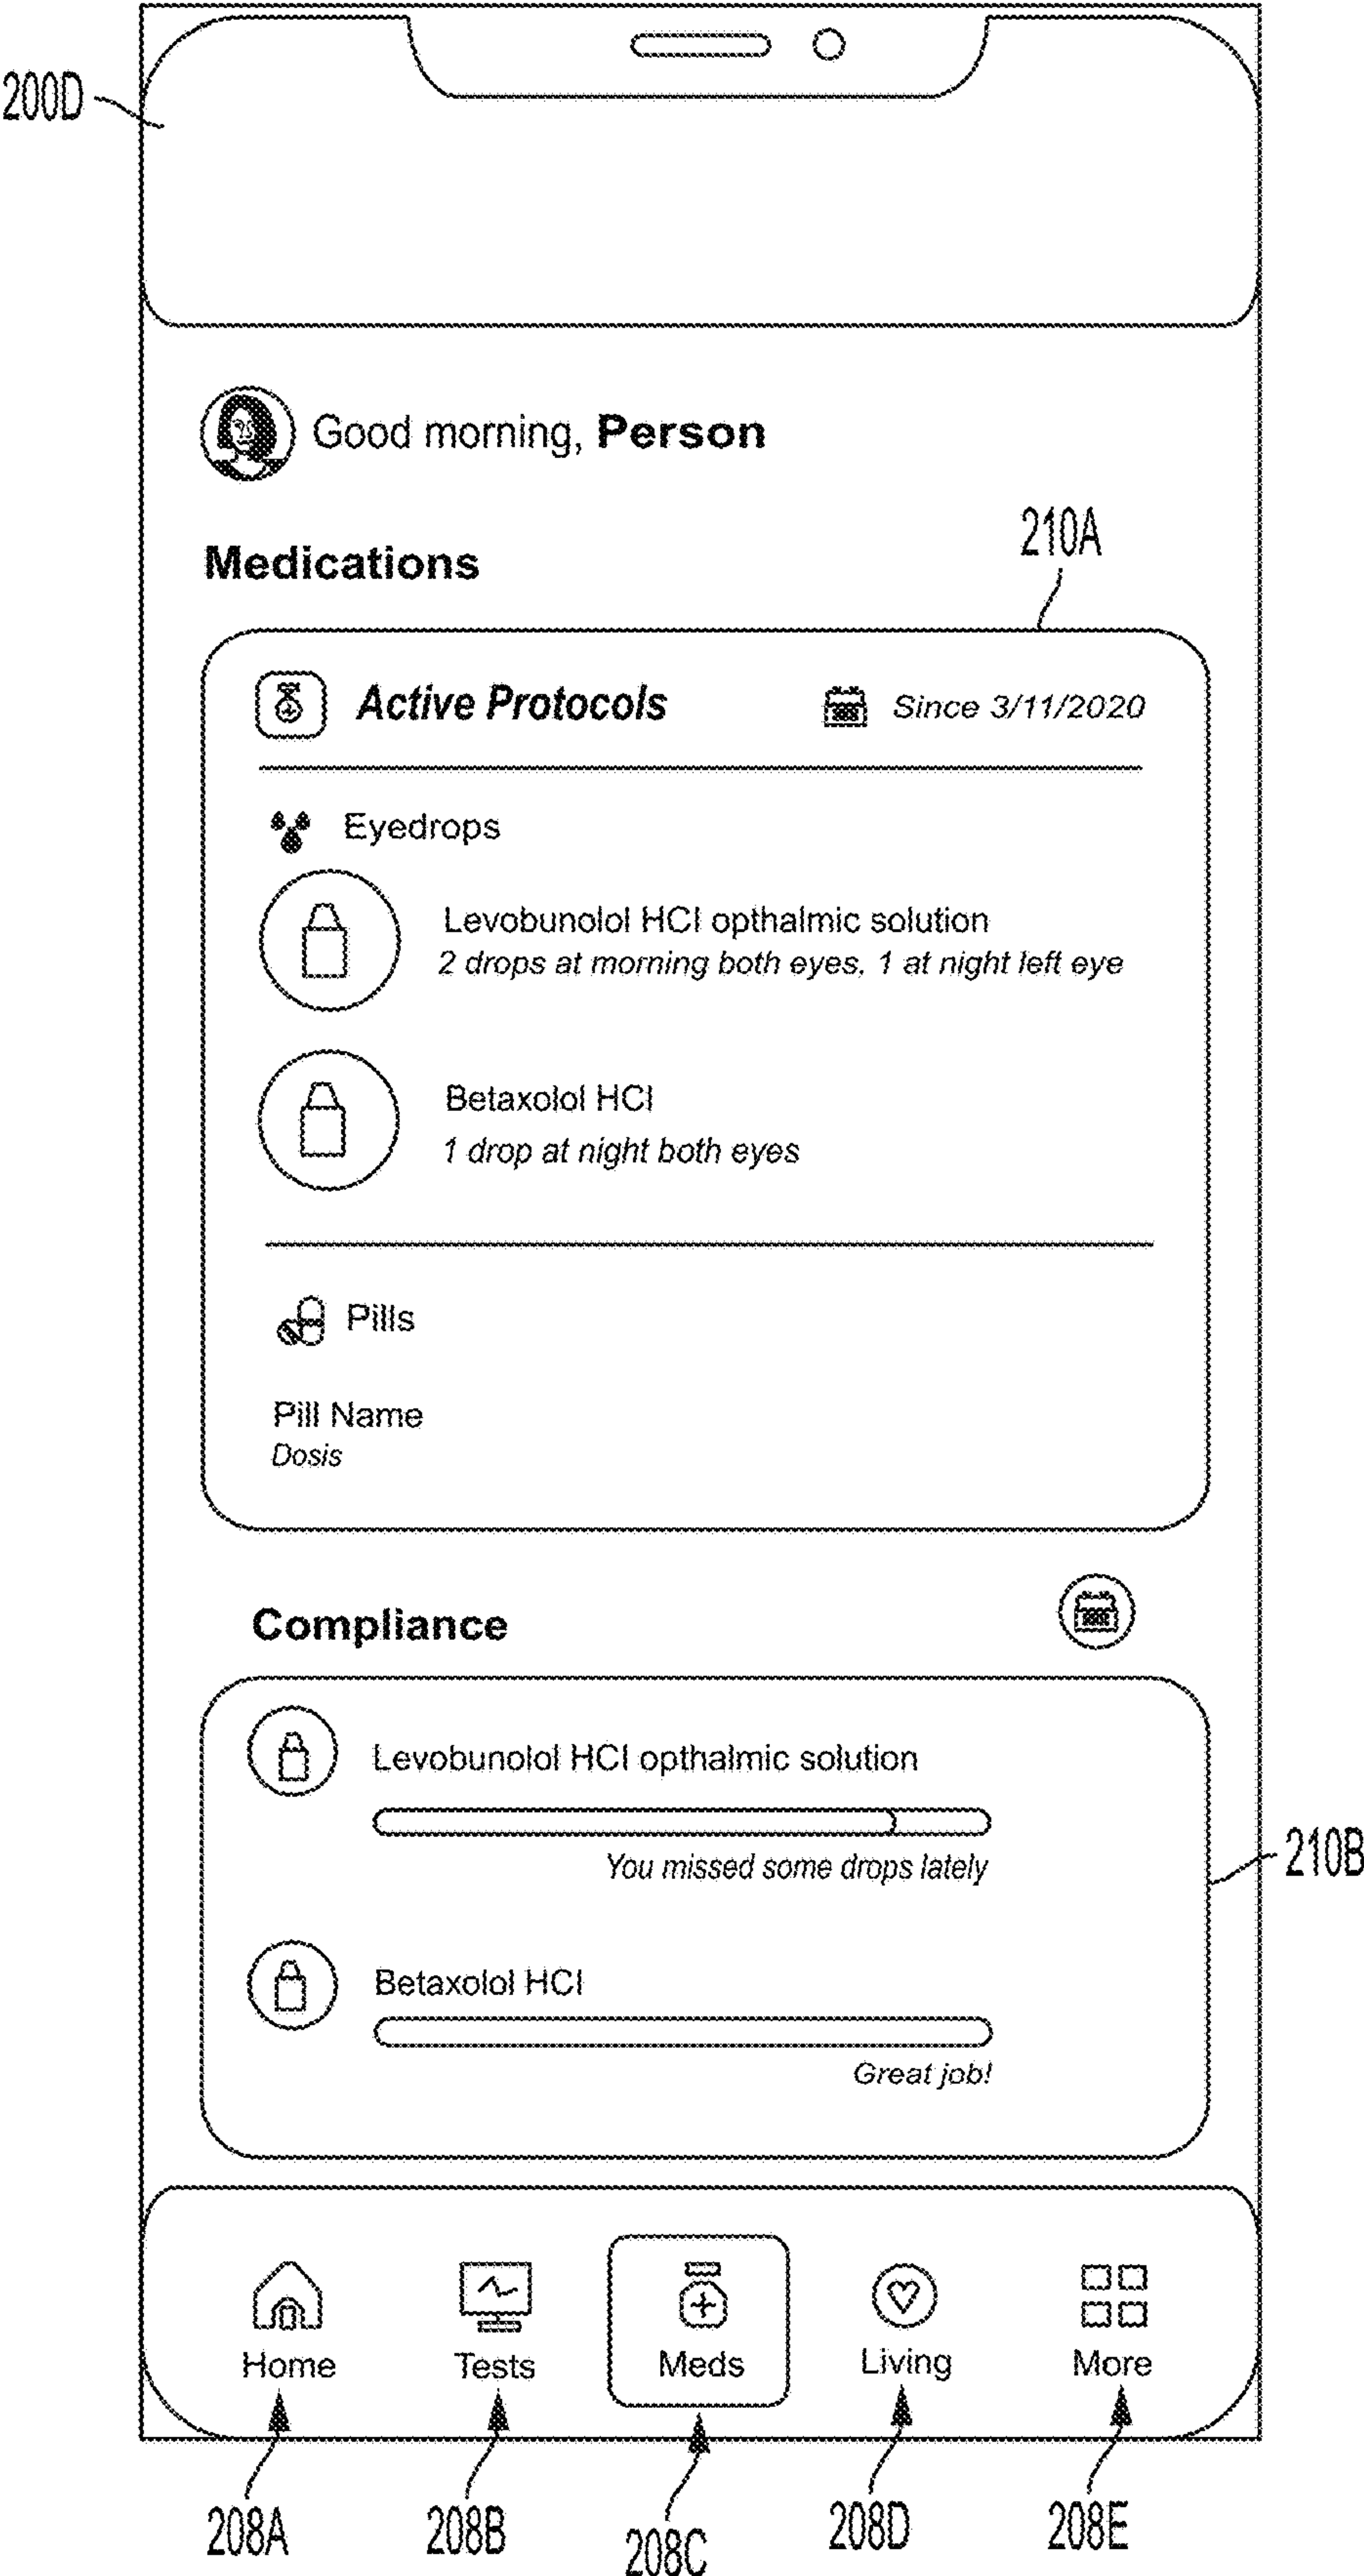 200D
Good morning, Person
Medications
210A
Active Protocols
Since 3/11/2020
Eyedrops
Levobunolol HCl opthalmic solution
2 drops at morning both eyes, 1 at night left eye
Betaxolol HCl
1 drop at night both eyes
Pills
Pill Name
Dosis
Compliance
Levobunolol HCl opthalmic solution
You missed some drops lately
210B
Betaxolol HCl
Great job!
Home
Tests
Meds
Living
More
208A
208B
208C
208D
208E